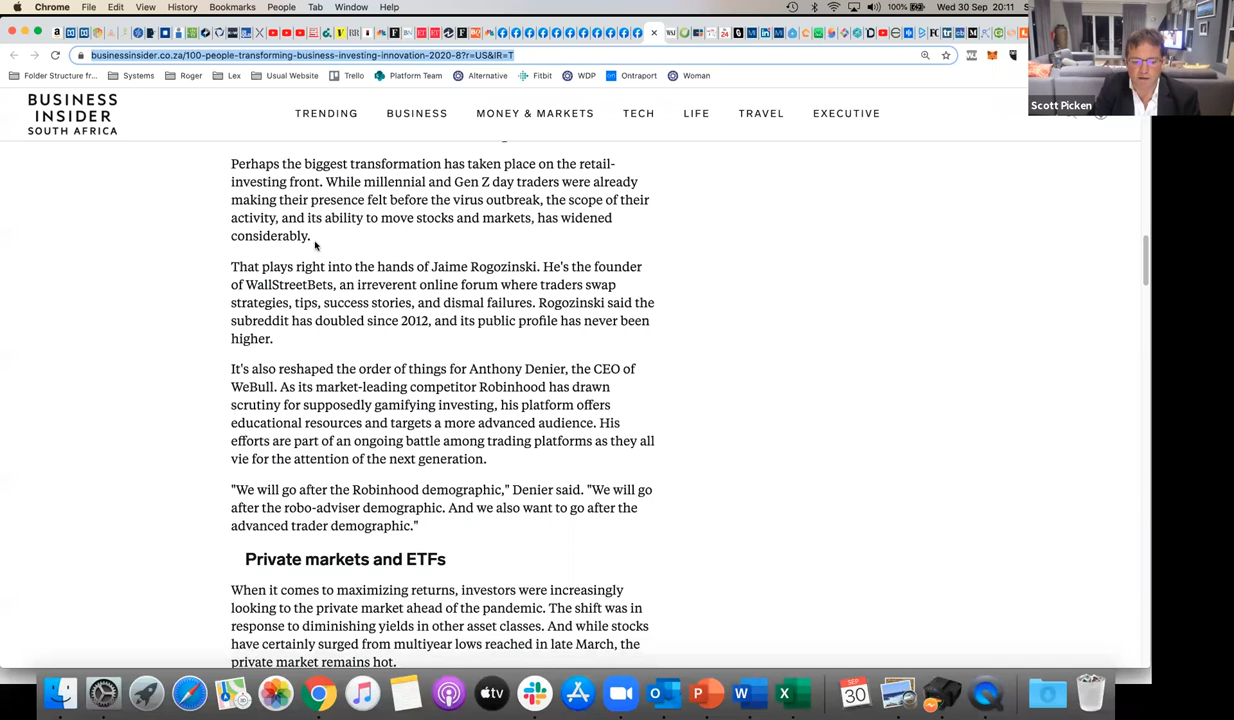 Chrome File Edit View History Bookmarks People Tab Window Help 100% Wed 30 Sep 20:11
businessinsider.co.za/100-people-transforming-business-investing-innovation-2020-8?r=US&IR=T
Folder Structure fr... Systems Roger Lex Usual Website Trello Platform Team Alternative Fitbit WDP Ontraport Woman
Scott Picken
BUSINESS
INSIDER
SOUTH AFRICA
TRENDING BUSINESS MONEY & MARKETS TECH LIFE TRAVEL EXECUTIVE
Perhaps the biggest transformation has taken place on the retail-
investing front. While millennial and Gen Z day traders were already
making their presence felt before the virus outbreak, the scope of their
activity, and its ability to move stocks and markets, has widened
considerably.
That plays right into the hands of Jaime Rogozinski. He's the founder
of WallStreetBets, an irreverent online forum where traders swap
strategies, tips, success stories, and dismal failures. Rogozinski said the
subreddit has doubled since 2012, and its public profile has never been
higher.
It's also reshaped the order of things for Anthony Denier, the CEO of
WeBull. As its market-leading competitor Robinhood has drawn
scrutiny for supposedly gamifying investing, his platform offers
educational resources and targets a more advanced audience. His
efforts are part of an ongoing battle among trading platforms as they all
vie for the attention of the next generation.
"We will go after the Robinhood demographic," Denier said. "We will go
after the robo-adviser demographic. And we also want to go after the
advanced trader demographic."
Private markets and ETFs
When it comes to maximizing returns, investors were increasingly
looking to the private market ahead of the pandemic. The shift was in
response to diminishing yields in other asset classes. And while stocks
have certainly surged from multiyear lows reached in late March, the
private market remains hot.
tv SEP 30